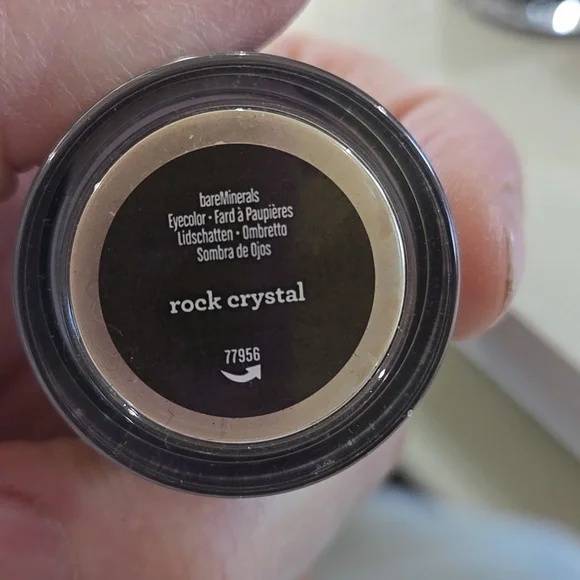 bareMinerals
Eyecolor • Fard à Paupières
Lidschatten • Ombretto
Sombra de Ojos
rock crystal
77956